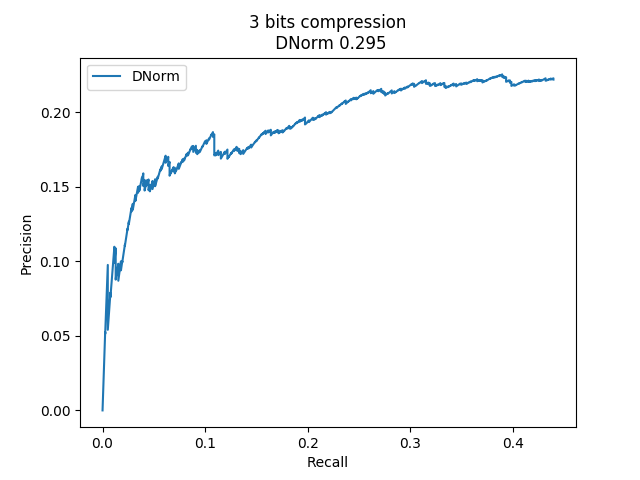 3 bits compression
DNorm 0.295
DNorm
0.20
0.15
0.10
0.05
0.00
Precision
0.0 0.1 0.2 0.3 0.4
Recall